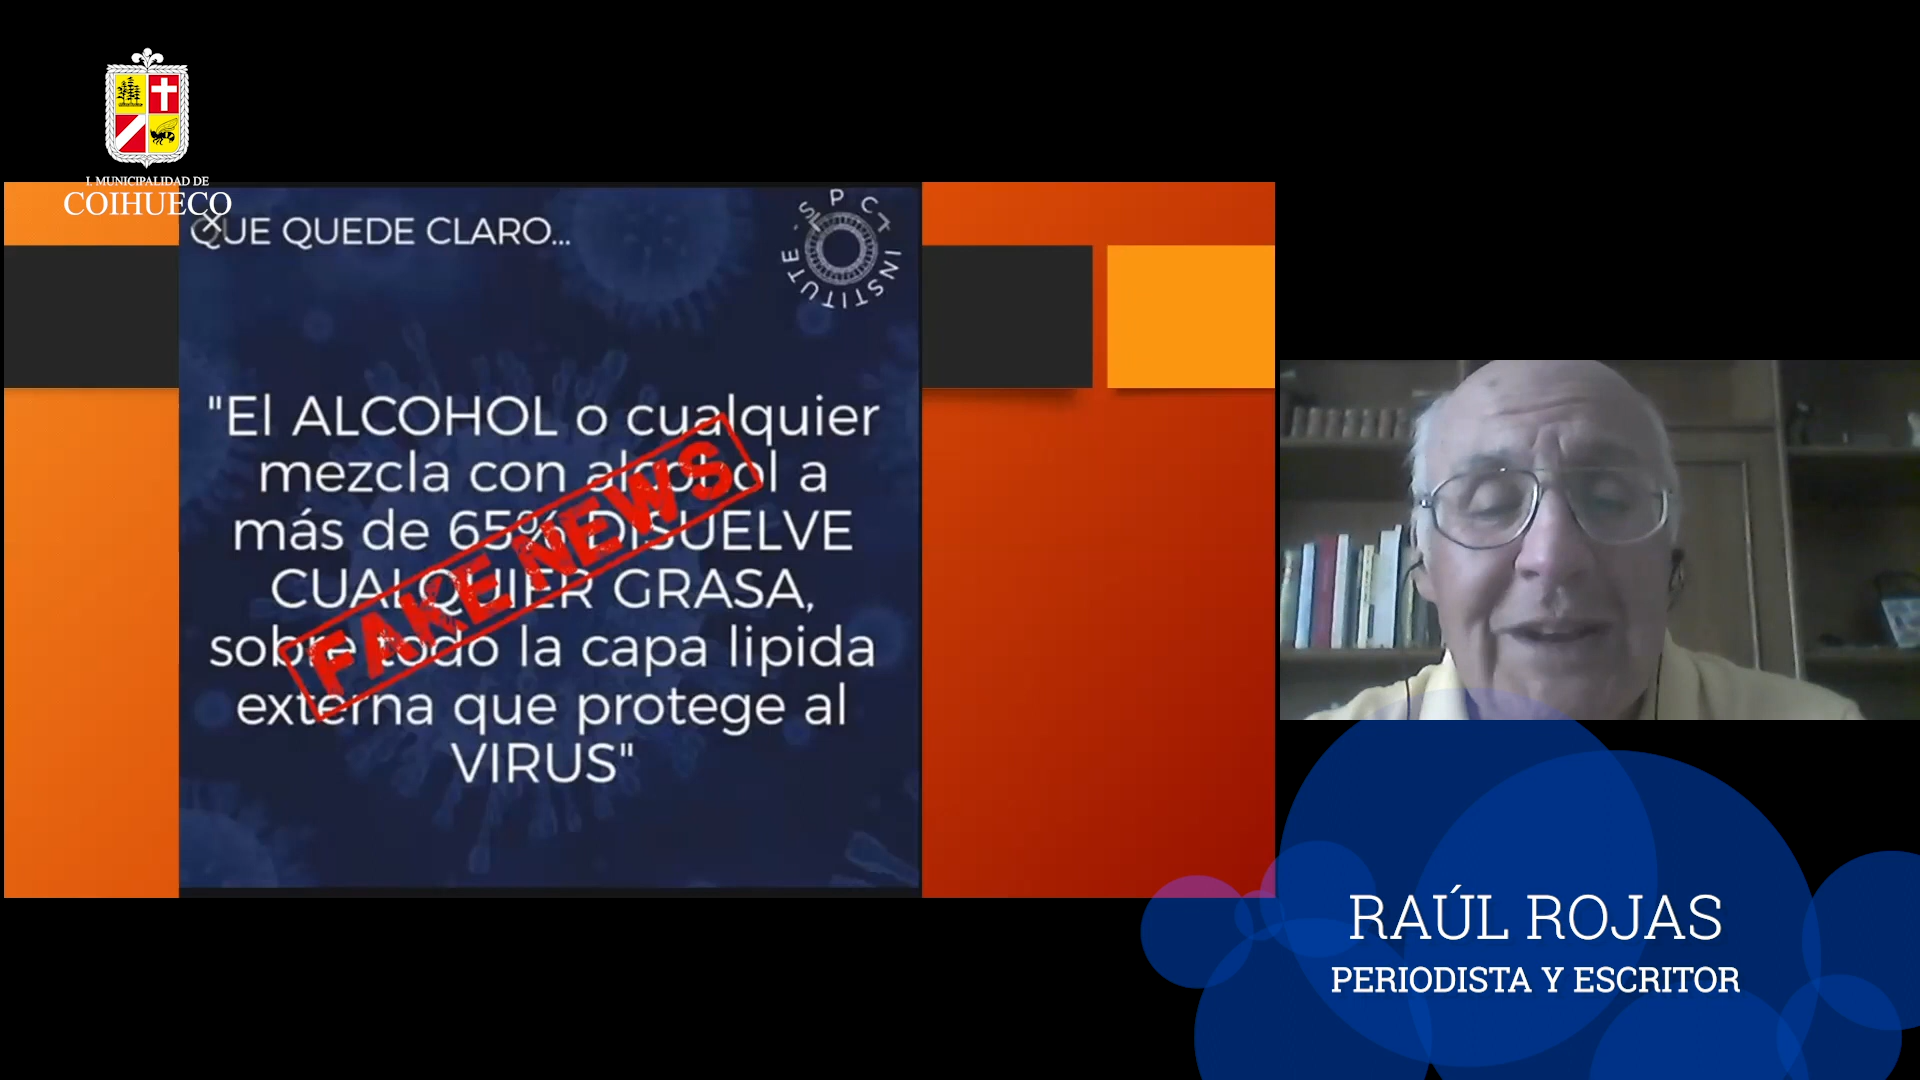 I. MUNICIPALIDAD DE
COIHUECO
QUE QUEDE CLARO...
SPC INSTITUTE
"El ALCOHOL o cualquier
mezcla con alcohol a
más de 65% DISUELVE
CUALQUIER GRASA,
sobre todo la capa lipida
externa que protege al
VIRUS"
FAKE NEWS
RAÚL ROJAS
PERIODISTA Y ESCRITOR